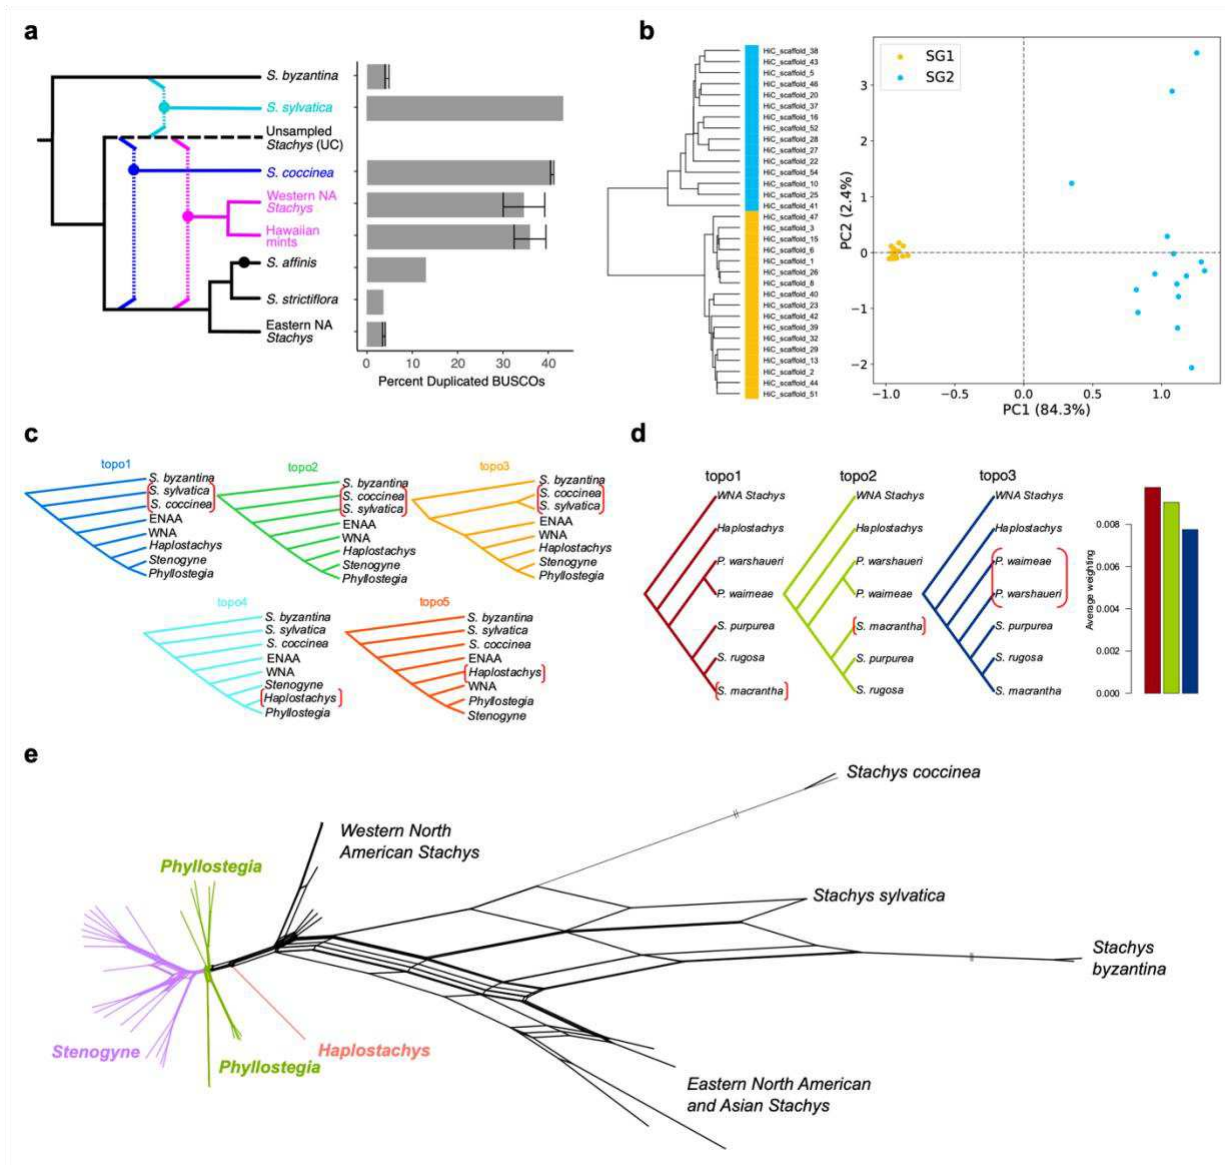 a
S. byzantina
S. sylvatica
Unsampled
Stachys (UC)
S. coccinea
Western NA
Stachys
Hawaiian
mints
S. affinis
S. strictiflora
Eastern NA
Stachys
0 10 20 30 40
Percent Duplicated BUSCOs
b
HiC_scaffold_38
HiC_scaffold_43
HiC_scaffold_5
HiC_scaffold_46
HiC_scaffold_20
HiC_scaffold_37
HiC_scaffold_16
HiC_scaffold_52
HiC_scaffold_28
HiC_scaffold_27
HiC_scaffold_22
HiC_scaffold_54
HiC_scaffold_10
HiC_scaffold_25
HiC_scaffold_41
HiC_scaffold_47
HiC_scaffold_3
HiC_scaffold_15
HiC_scaffold_6
HiC_scaffold_1
HiC_scaffold_26
HiC_scaffold_8
HiC_scaffold_40
HiC_scaffold_23
HiC_scaffold_42
HiC_scaffold_39
HiC_scaffold_32
HiC_scaffold_29
HiC_scaffold_13
HiC_scaffold_2
HiC_scaffold_44
HiC_scaffold_51
SG1
SG2
3
2
1
0
−1
−2
PC2 (2.4%)
−1.0 −0.5 0.0 0.5 1.0
PC1 (84.3%)
c
topo1
S. byzantina
S. sylvatica
S. coccinea
ENAA
WNA
Haplostachys
Stenogyne
Phyllostegia
topo2
S. byzantina
S. coccinea
S. sylvatica
ENAA
WNA
Haplostachys
Stenogyne
Phyllostegia
topo3
S. byzantina
S. coccinea
S. sylvatica
ENAA
WNA
Haplostachys
Stenogyne
Phyllostegia
topo4
S. byzantina
S. sylvatica
S. coccinea
ENAA
WNA
Stenogyne
Haplostachys
Phyllostegia
topo5
S. byzantina
S. sylvatica
S. coccinea
ENAA
Haplostachys
WNA
Phyllostegia
Stenogyne
d
topo1
WNA Stachys
Haplostachys
P. warshaueri
P. waimeae
S. purpurea
S. rugosa
S. macrantha
topo2
WNA Stachys
Haplostachys
P. warshaueri
P. waimeae
S. macrantha
S. purpurea
S. rugosa
topo3
WNA Stachys
Haplostachys
P. waimeae
P. warshaueri
S. purpurea
S. rugosa
S. macrantha
Average weighting
0.008
0.006
0.004
0.002
0.000
e
Stachys coccinea
Western North
American Stachys
Phyllostegia
Stachys sylvatica
Stachys
byzantina
Stenogyne
Haplostachys
Phyllostegia
Eastern North American
and Asian Stachys